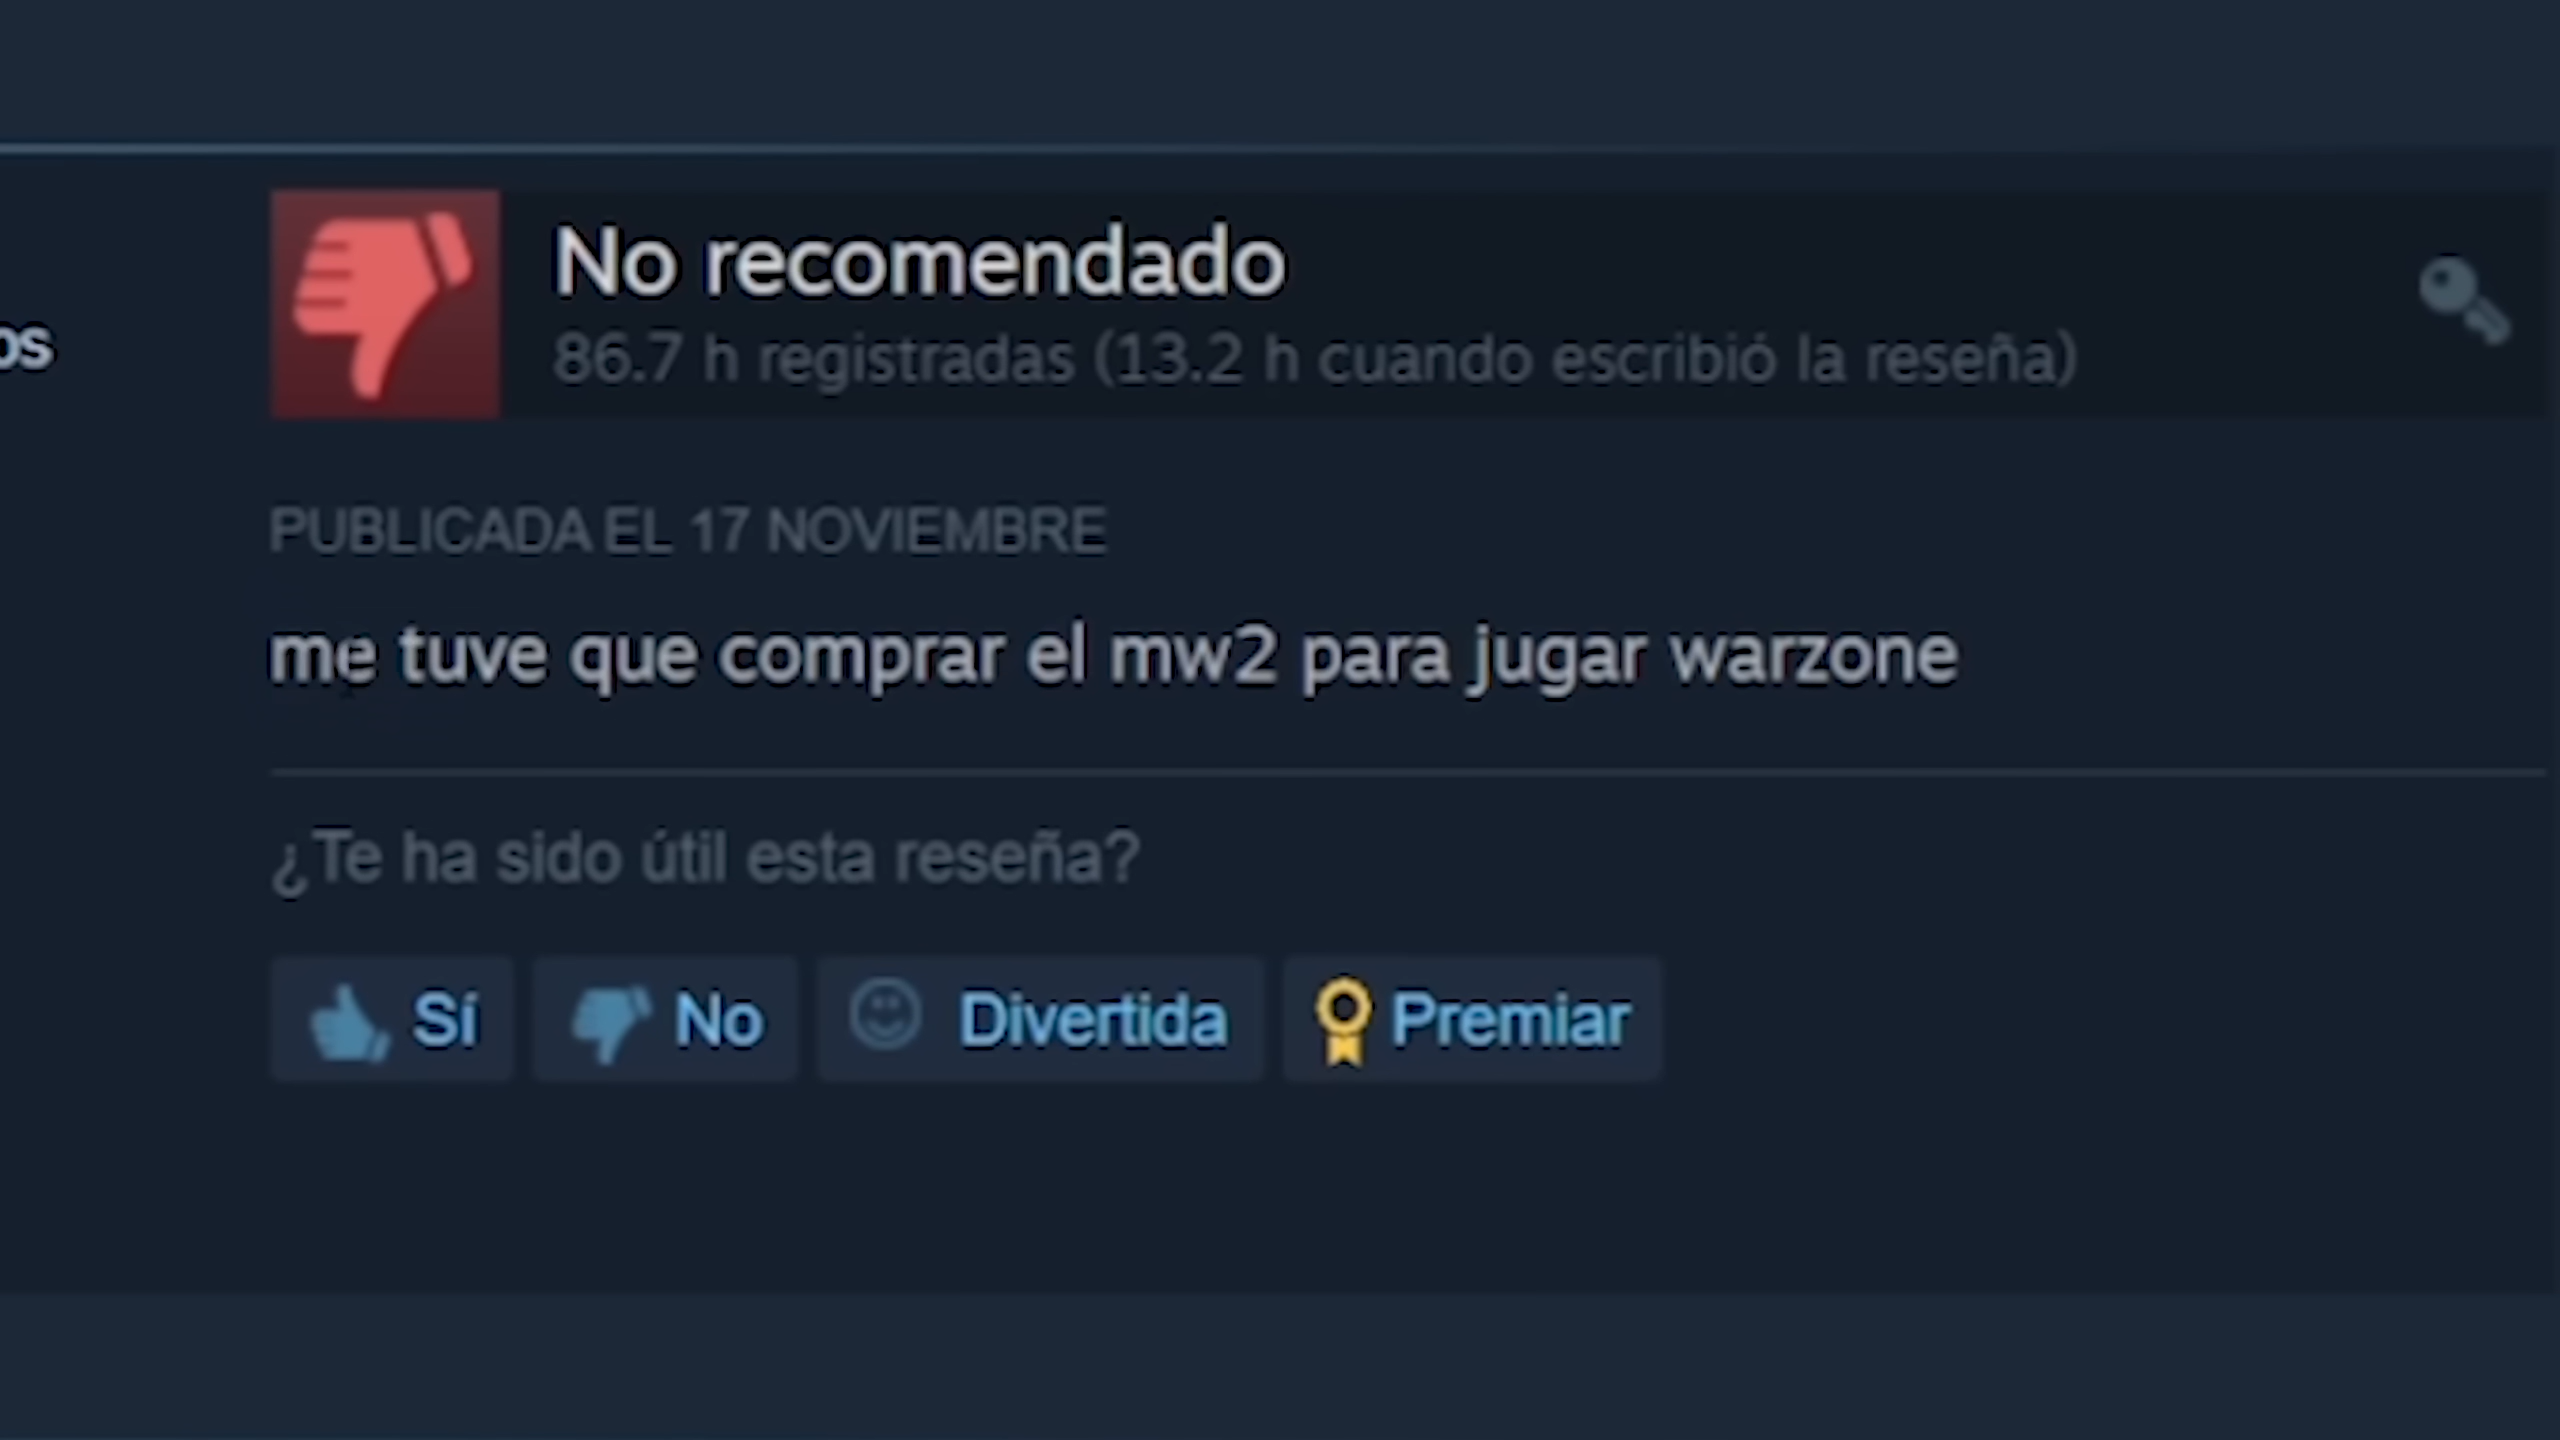 No recomendado
os
86.7 h registradas (13.2 h cuando escribió la reseña)
PUBLICADA EL 17 NOVIEMBRE
me tuve que comprar el mw2 para jugar warzone
¿Te ha sido útil esta reseña?
Sí No Divertida Premiar